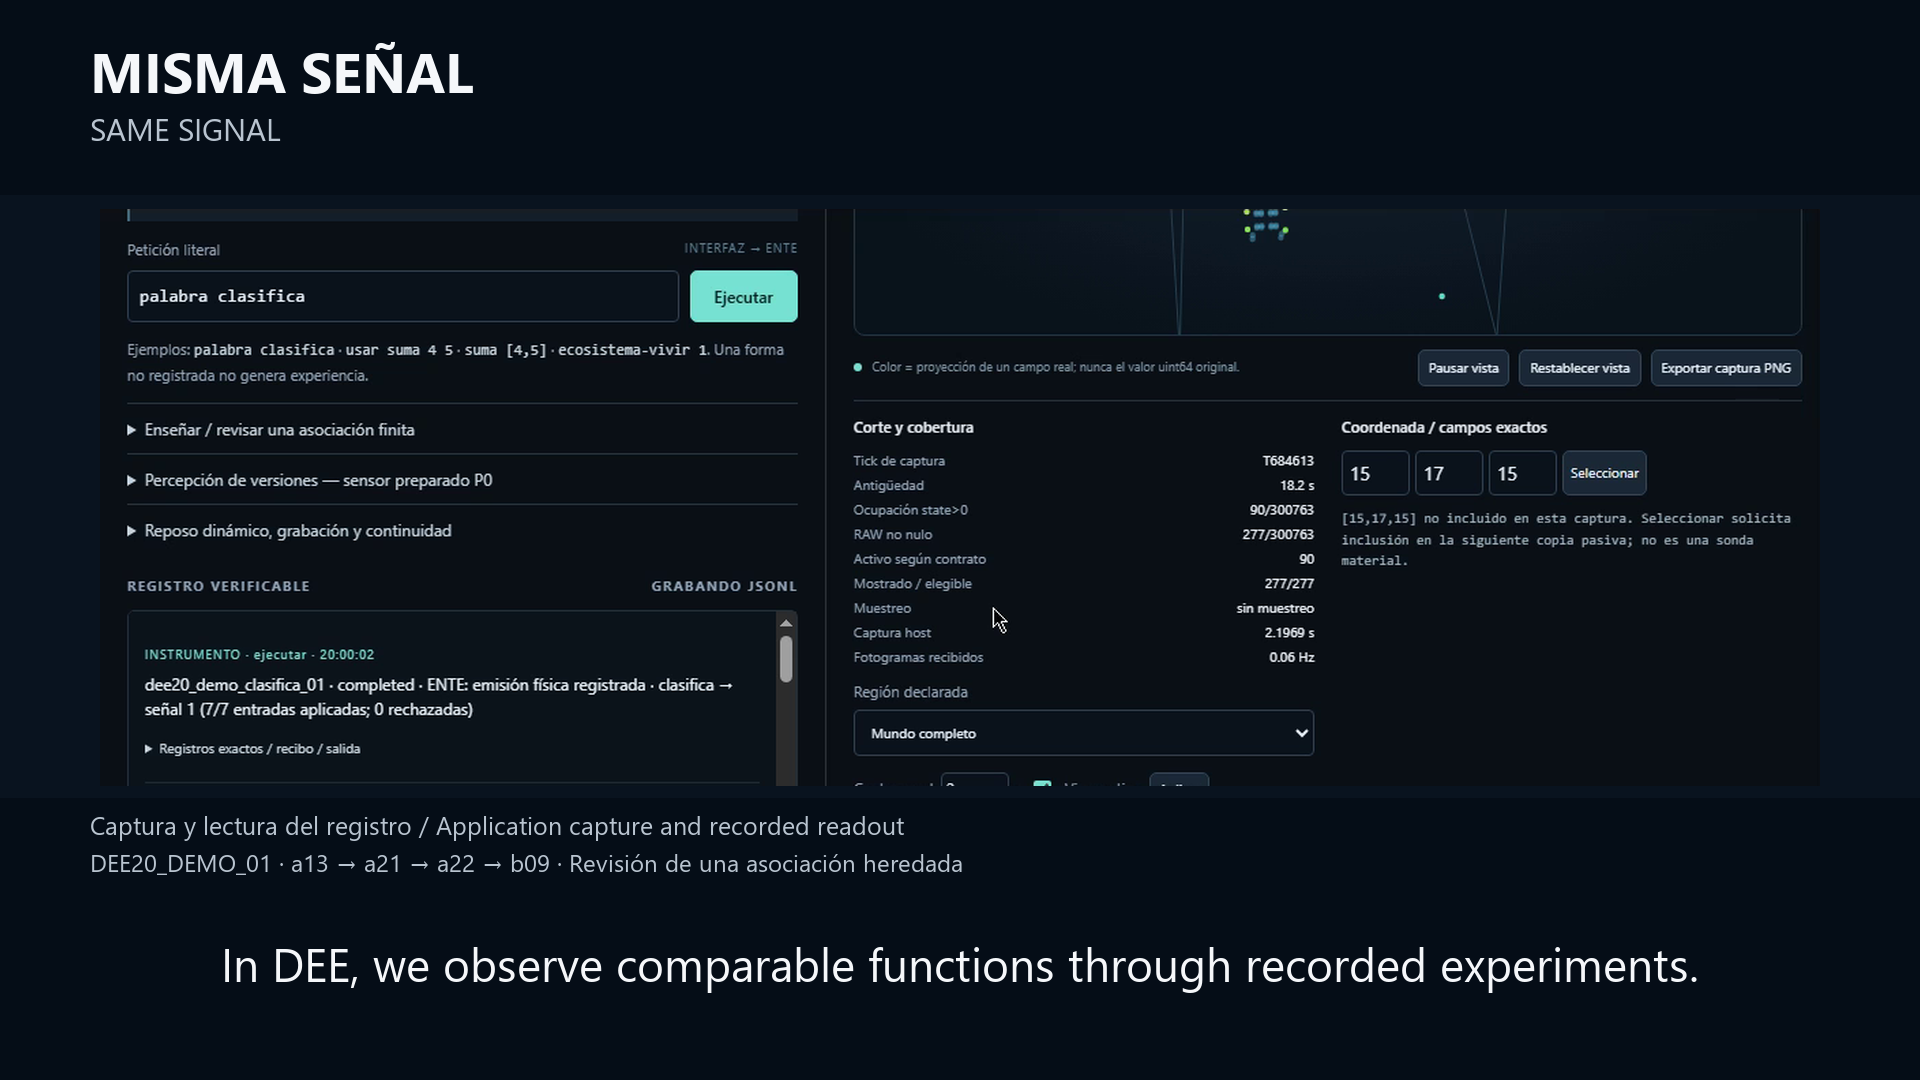 MISMA SEÑAL
SAME SIGNAL
Petición literal
INTERFAZ → ENTE
palabra clasifica
Ejecutar
Ejemplos: palabra clasifica · usar suma 4 5 · suma [4,5] · ecosistema-vivir 1. Una forma
no registrada no genera experiencia.
▶ Enseñar / revisar una asociación finita
▶ Percepción de versiones — sensor preparado P0
▶ Reposo dinámico, grabación y continuidad
REGISTRO VERIFICABLE
GRABANDO JSONL
INSTRUMENTO · ejecutar · 20:00:02
dee20_demo_clasifica_01 · completed · ENTE: emisión física registrada · clasifica →
señal 1 (7/7 entradas aplicadas; 0 rechazadas)
▶ Registros exactos / recibo / salida
Color = proyección de un campo real; nunca el valor uint64 original.
Pausar vista
Restablecer vista
Exportar captura PNG
Corte y cobertura
Tick de captura T684613
Antigüedad 18.2 s
Ocupación state>0 90/300763
RAW no nulo 277/300763
Activo según contrato 90
Mostrado / elegible 277/277
Muestreo sin muestreo
Captura host 2.1969 s
Fotogramas recibidos 0.06 Hz
Región declarada
Mundo completo
Coordenada / campos exactos
15 17 15 Seleccionar
[15,17,15] no incluido en esta captura. Seleccionar solicita
inclusión en la siguiente copia pasiva; no es una sonda
material.
Captura y lectura del registro / Application capture and recorded readout
DEE20_DEMO_01 · a13 → a21 → a22 → b09 · Revisión de una asociación heredada
In DEE, we observe comparable functions through recorded experiments.